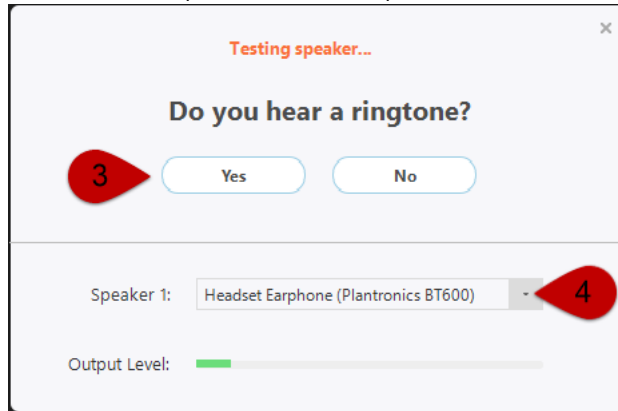 Testing speaker...
Do you hear a ringtone?
3
Yes No
Speaker 1: Headset Earphone (Plantronics BT600) 4
Output Level: